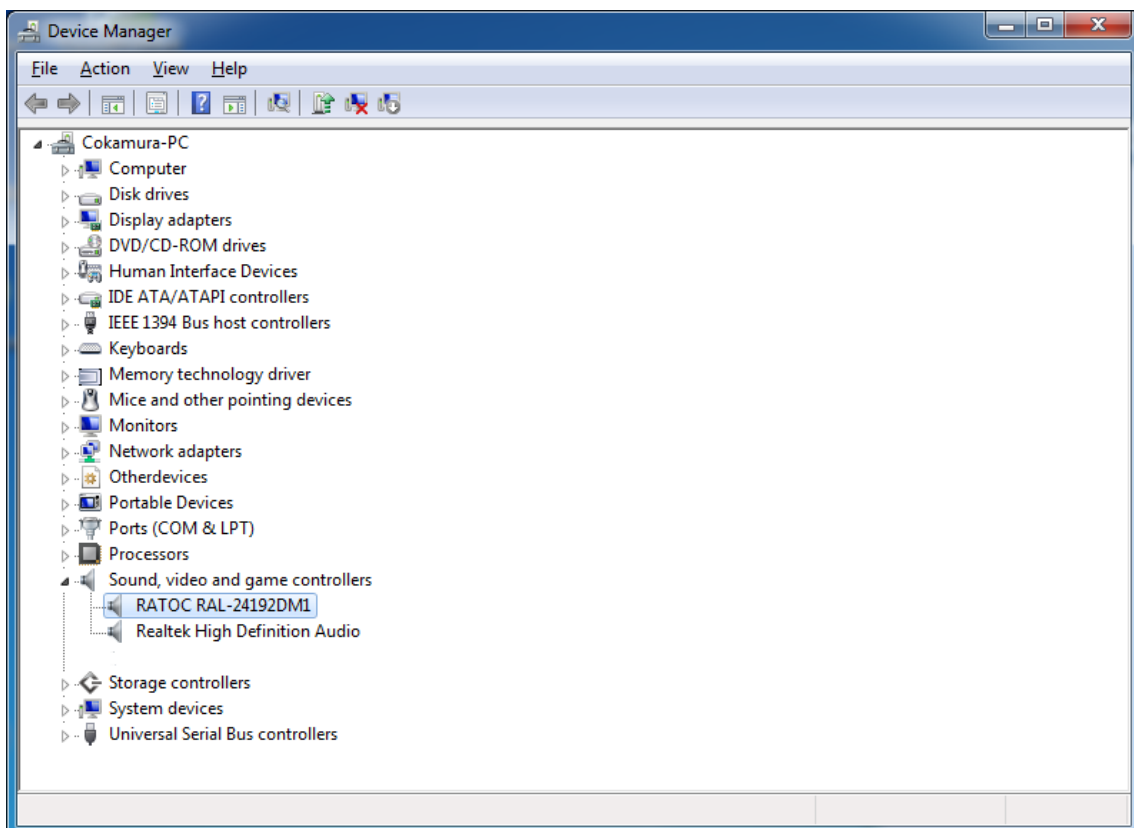 Device Manager
File Action View Help
Cokamura-PC
Computer
Disk drives
Display adapters
DVD/CD-ROM drives
Human Interface Devices
IDE ATA/ATAPI controllers
IEEE 1394 Bus host controllers
Keyboards
Memory technology driver
Mice and other pointing devices
Monitors
Network adapters
Otherdevices
Portable Devices
Ports (COM & LPT)
Processors
Sound, video and game controllers
RATOC RAL-24192DM1
Realtek High Definition Audio
Storage controllers
System devices
Universal Serial Bus controllers